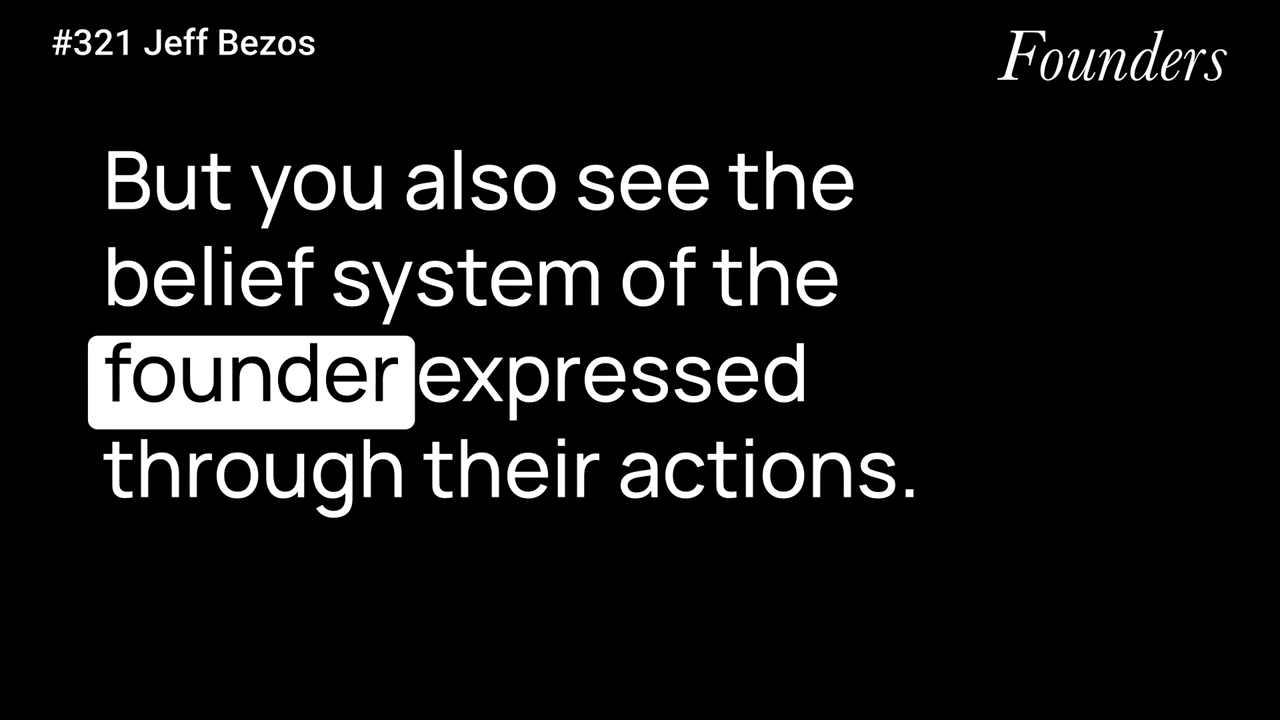 #321 Jeff Bezos
Founders
But you also see the
belief system of the
founder expressed
through their actions.